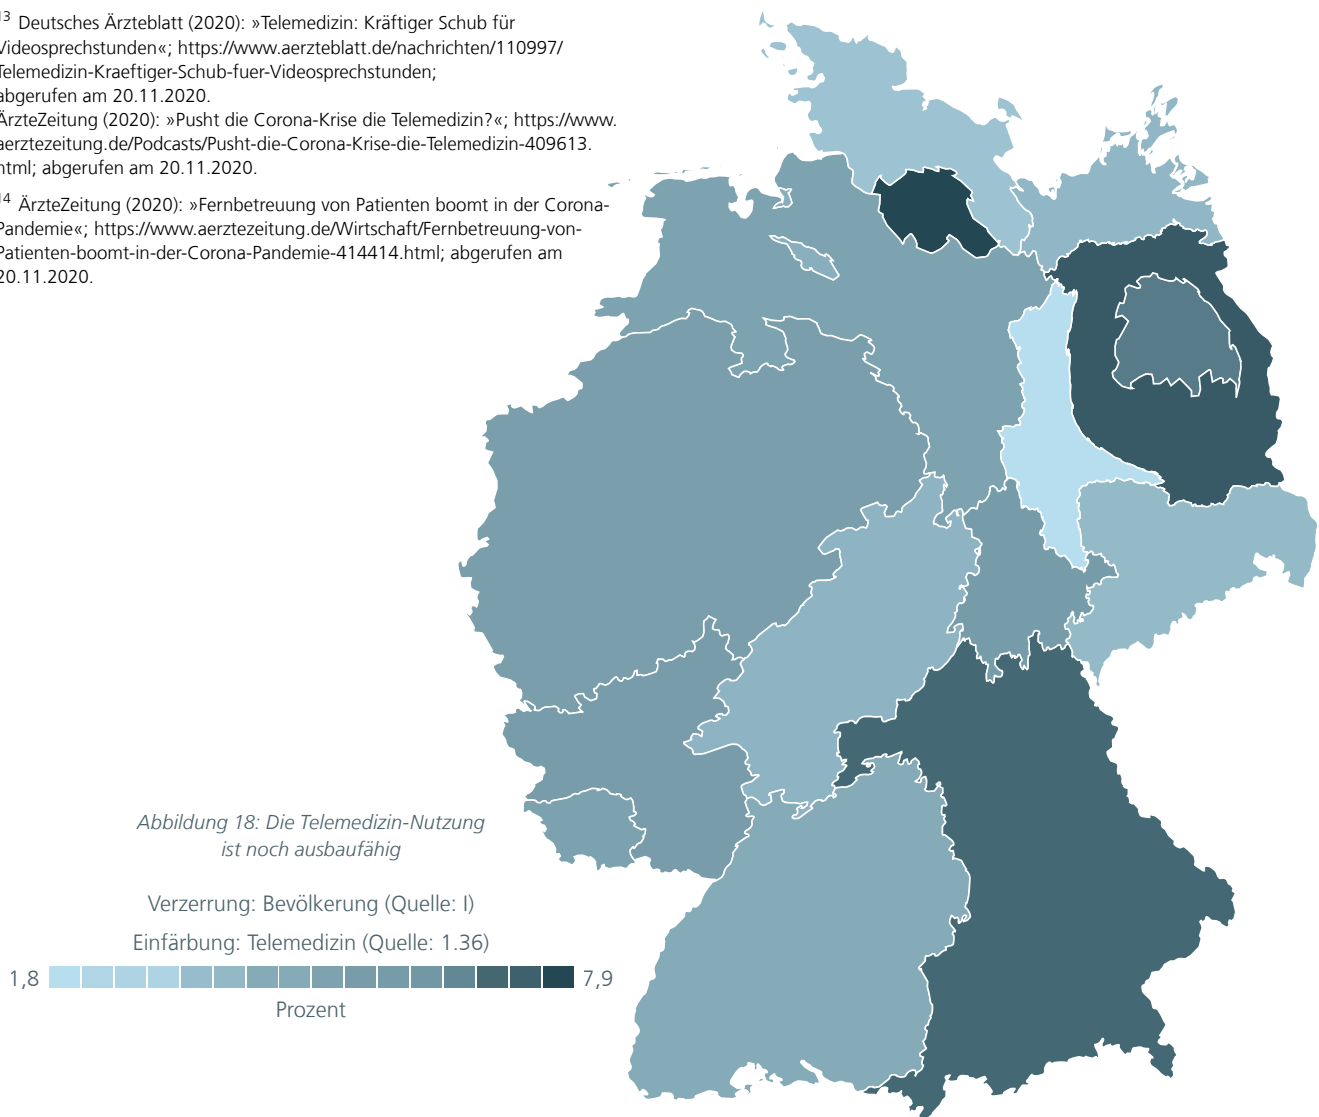 13 Deutsches Ärzteblatt (2020): »Telemedizin: Kräftiger Schub für
Videosprechstunden«; https://www.aerzteblatt.de/nachrichten/110997/
Telemedizin-Kraeftiger-Schub-fuer-Videosprechstunden;
abgerufen am 20.11.2020.
ÄrzteZeitung (2020): »Pusht die Corona-Krise die Telemedizin?«; https://www.
aerztezeitung.de/Podcasts/Pusht-die-Corona-Krise-die-Telemedizin-409613.
html; abgerufen am 20.11.2020.
14 ÄrzteZeitung (2020): »Fernbetreuung von Patienten boomt in der Corona-
Pandemie«; https://www.aerztezeitung.de/Wirtschaft/Fernbetreuung-von-
Patienten-boomt-in-der-Corona-Pandemie-414414.html; abgerufen am
20.11.2020.
Abbildung 18: Die Telemedizin-Nutzung
ist noch ausbaufähig
Verzerrung: Bevölkerung (Quelle: I)
Einfärbung: Telemedizin (Quelle: 1.36)
1,8 7,9
Prozent